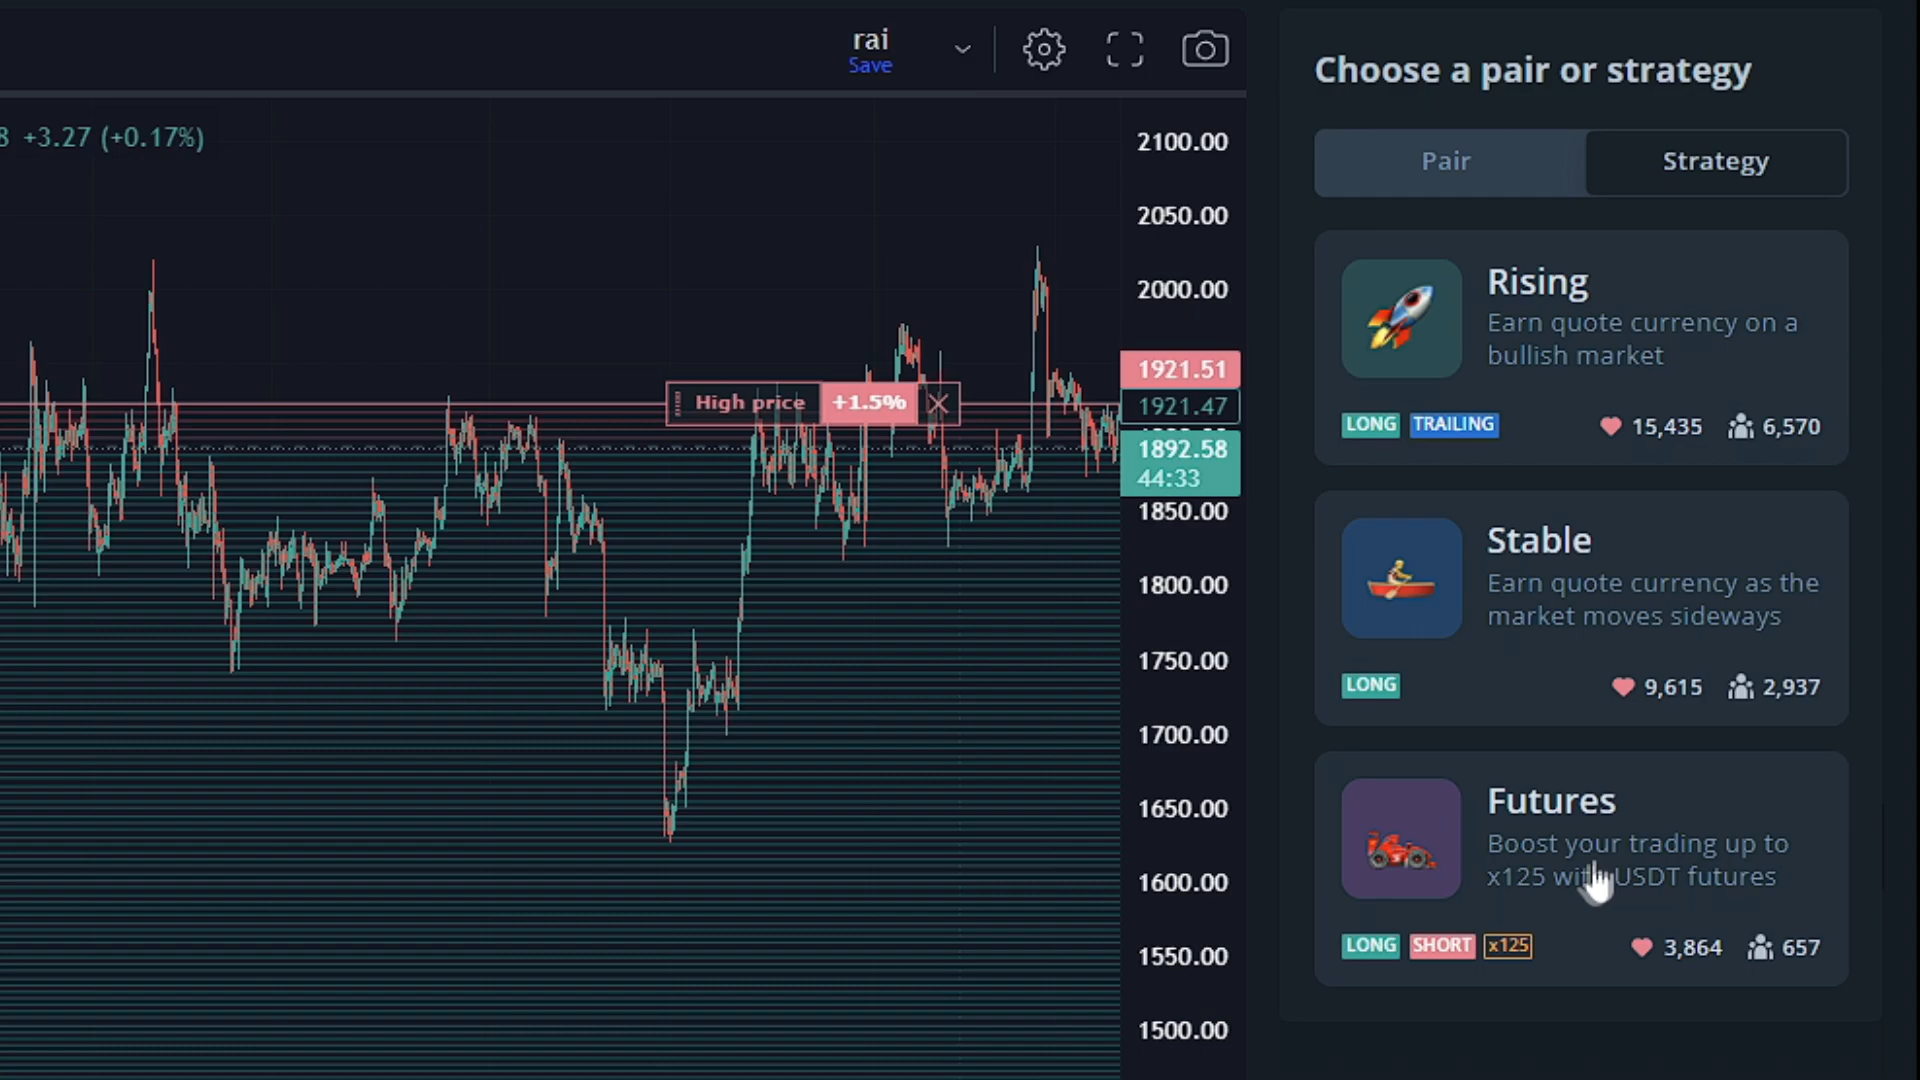 rai
Save
8 +3.27 (+0.17%)
2100.00
2050.00
2000.00
1921.51
High price +1.5%
1921.47
1892.58
44:33
1850.00
1800.00
1750.00
1700.00
1650.00
1600.00
1550.00
1500.00
Choose a pair or strategy
Pair Strategy
Rising
Earn quote currency on a
bullish market
LONG TRAILING 15,435 6,570
Stable
Earn quote currency as the
market moves sideways
LONG 9,615 2,937
Futures
Boost your trading up to
x125 with USDT futures
LONG SHORT x125 3,864 657